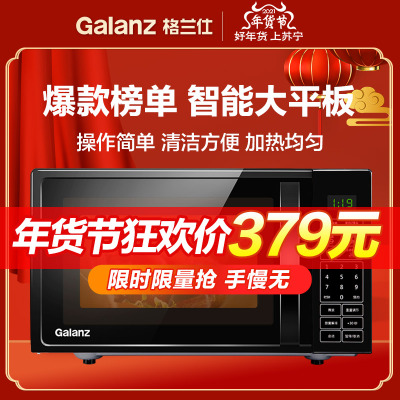 Galanz 格兰仕
2021
年货节
好年货 上苏宁
爆款榜单 智能大平板
操作简单 清洁方便 加热均匀
1:19
年货节狂欢价379元
限时限量抢 手慢无
Galanz